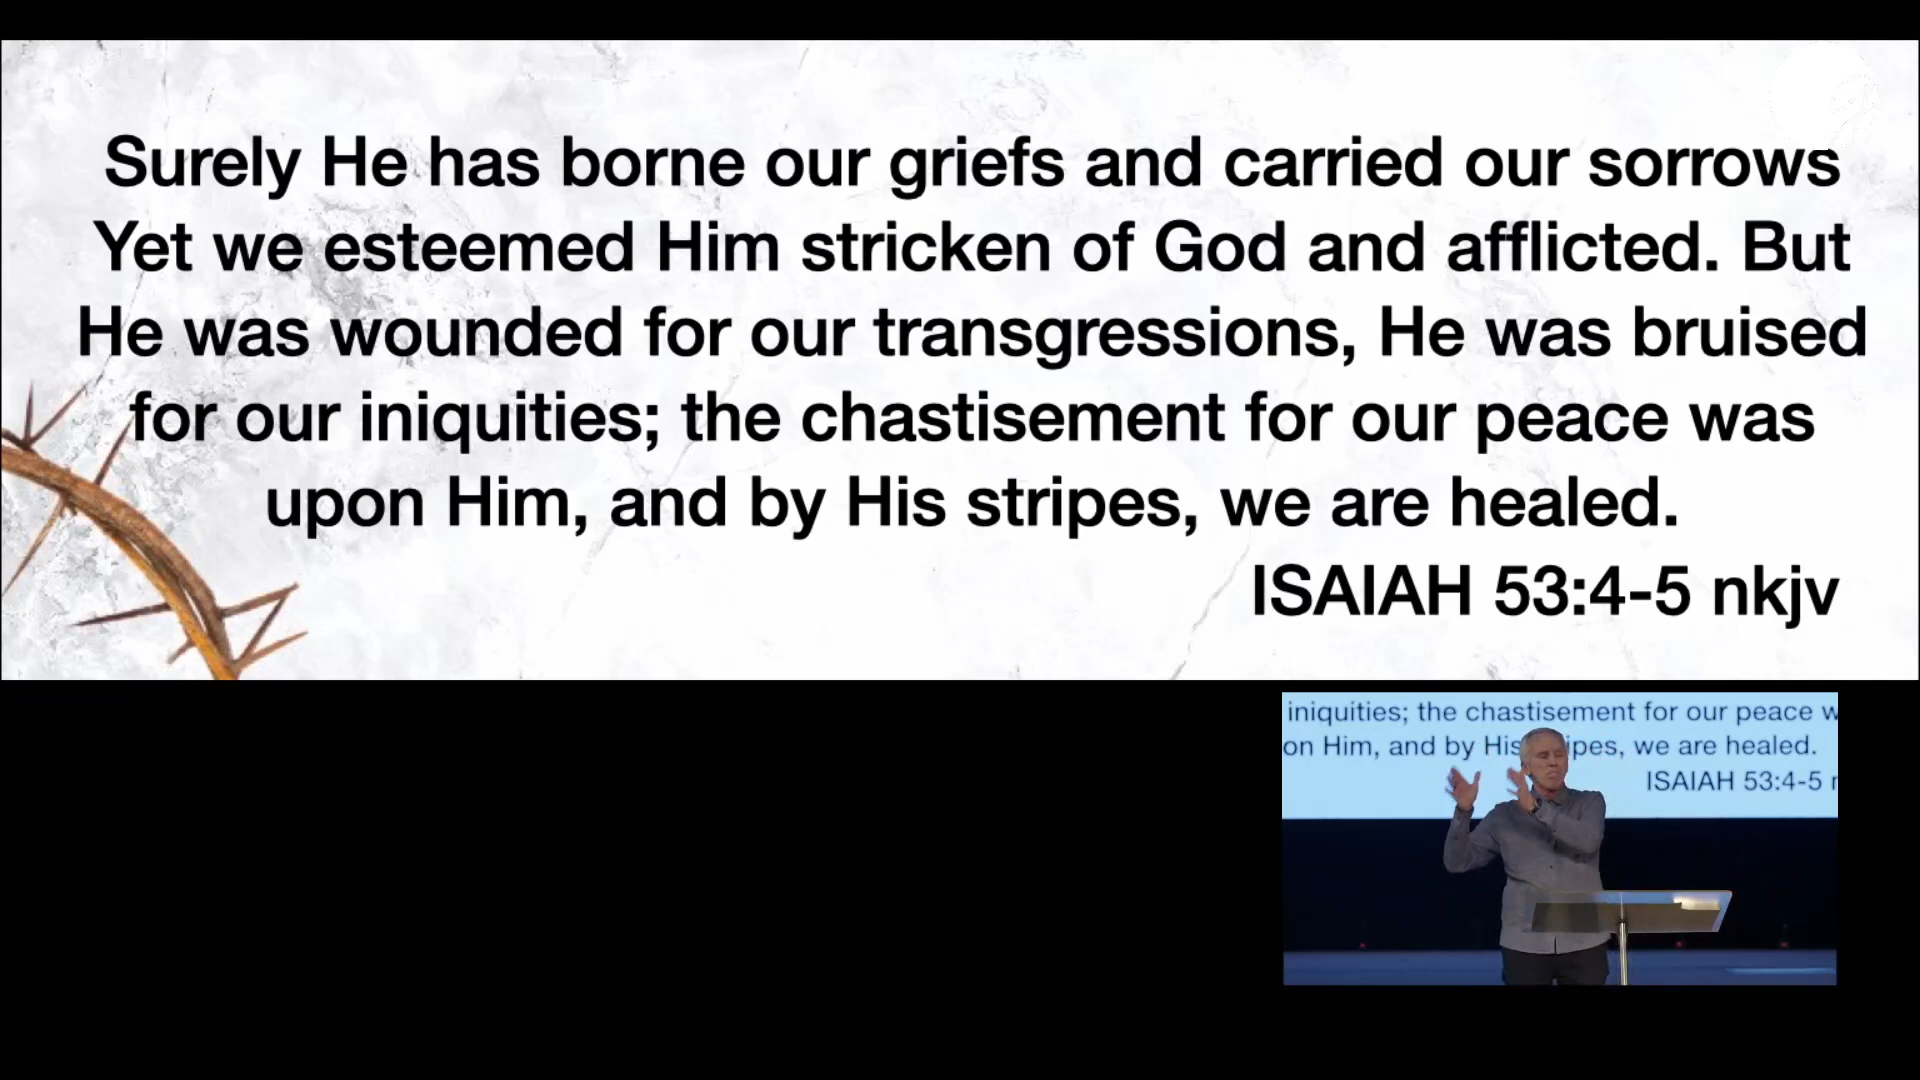 Surely He has borne our griefs and carried our sorrows
Yet we esteemed Him stricken of God and afflicted. But
He was wounded for our transgressions, He was bruised
for our iniquities; the chastisement for our peace was
upon Him, and by His stripes, we are healed.
ISAIAH 53:4-5 nkjv
iniquities; the chastisement for our peace
on Him, and by His we are healed.
ISAIAH 53:4-5